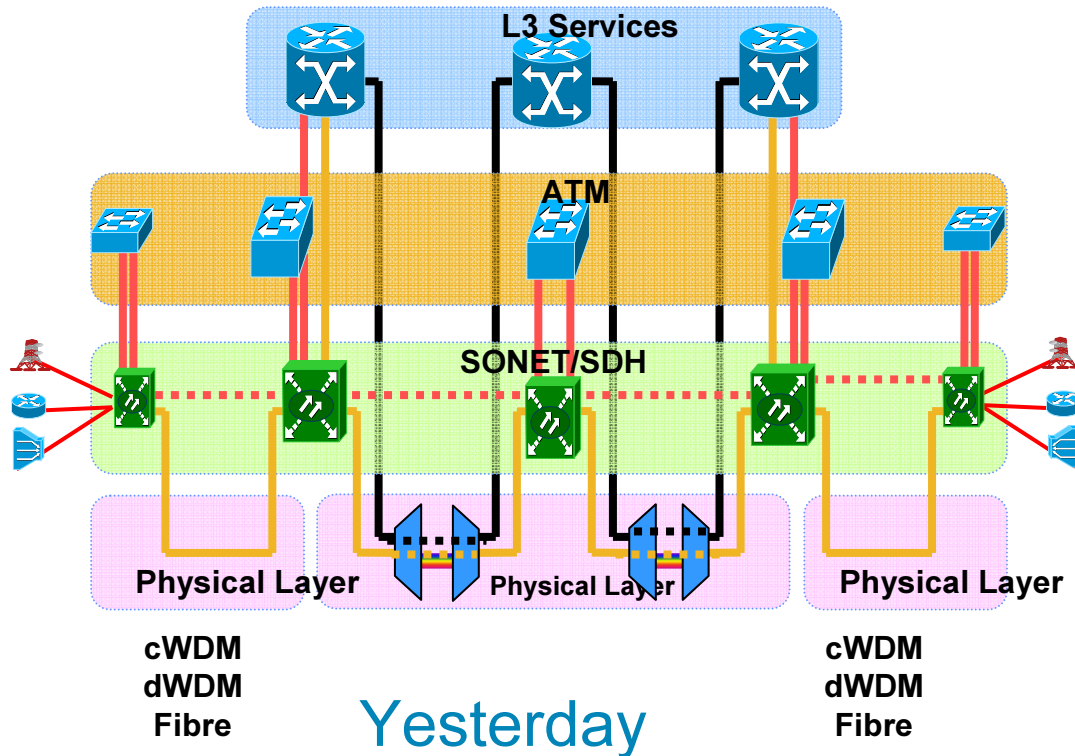 L3 Services
ATM
SONET/SDH
Physical Layer
Physical Layer
Physical Layer
cWDM
dWDM
Fibre
cWDM
dWDM
Fibre
Yesterday